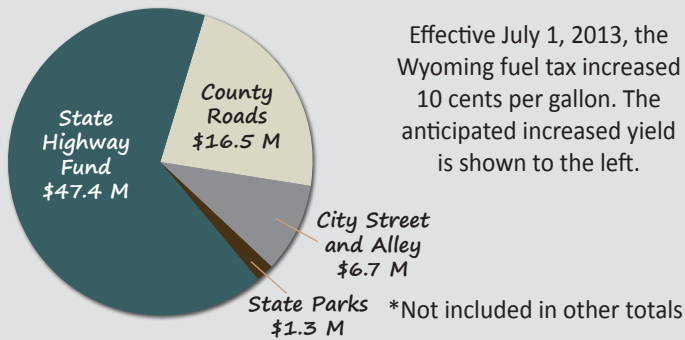 State
Highway
Fund
$47.4 M
County
Roads
$16.5 M
City Street
and Alley
$6.7 M
State Parks
$1.3 M
Effective July 1, 2013, the
Wyoming fuel tax increased
10 cents per gallon. The
anticipated increased yield
is shown to the left.
*Not included in other totals